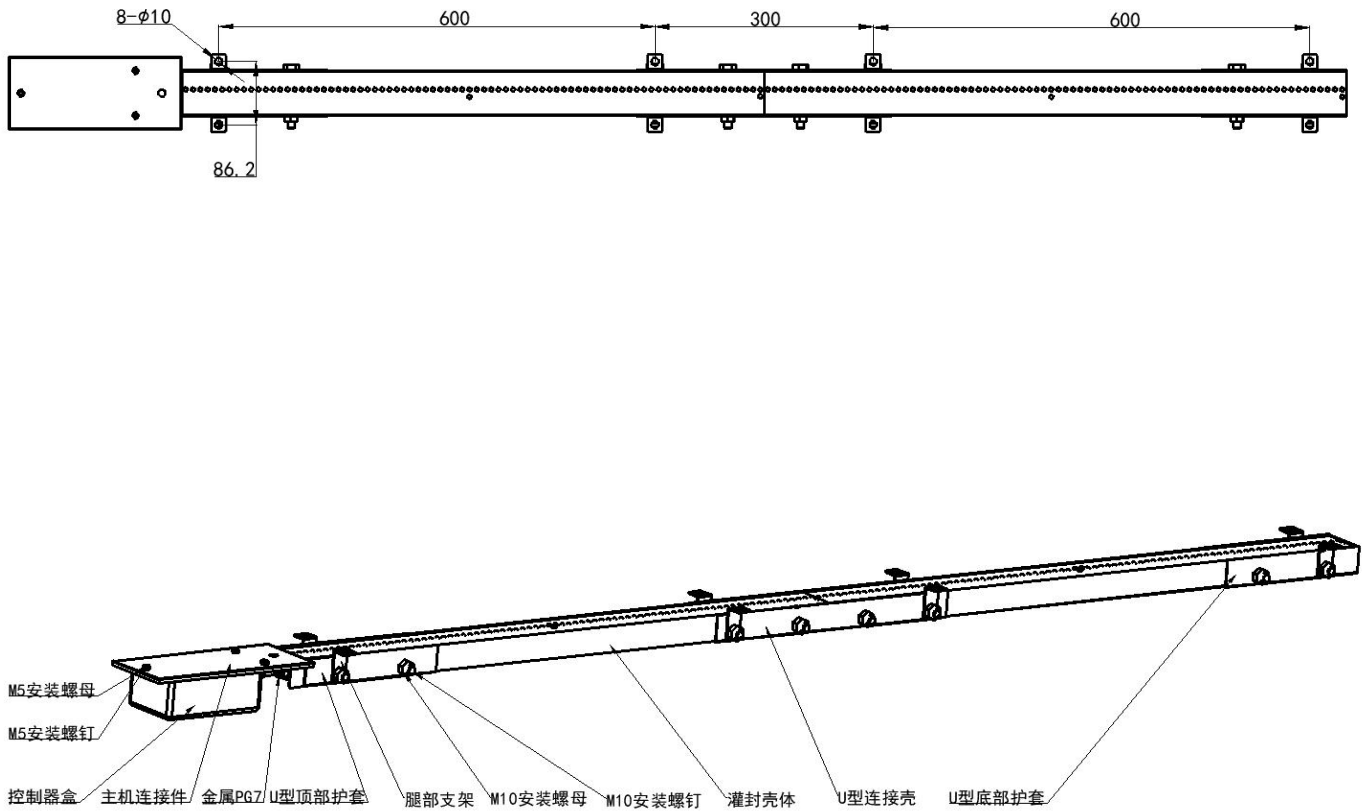 8-φ10
600
300
600
86.2
M5安装螺母
M5安装螺钉
控制器盒
主机连接件
金属PG7
U型顶部护套
腿部支架
M10安装螺母
M10安装螺钉
灌封壳体
U型连接壳
U型底部护套